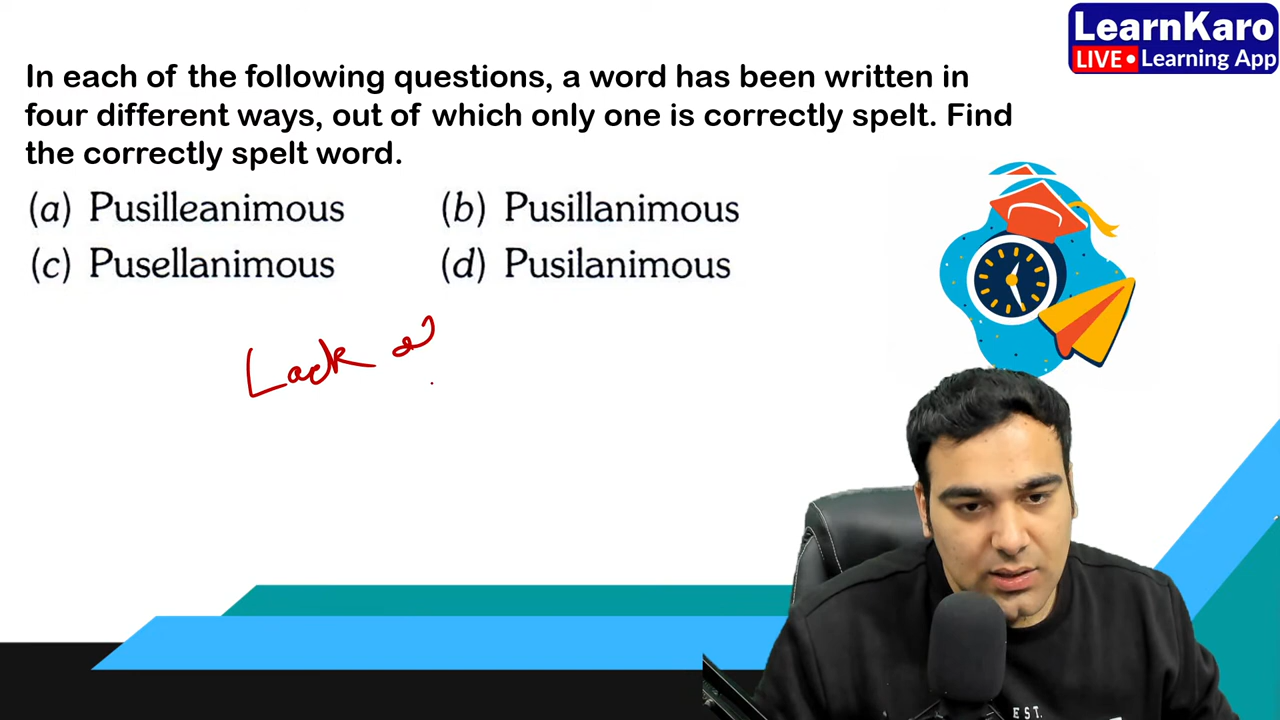 LearnKaro
LIVE • Learning App
In each of the following questions, a word has been written in
four different ways, out of which only one is correctly spelt. Find
the correctly spelt word.
(a) Pusilleanimous (b) Pusillanimous
(c) Pusellanimous (d) Pusilanimous
Lack
EST.